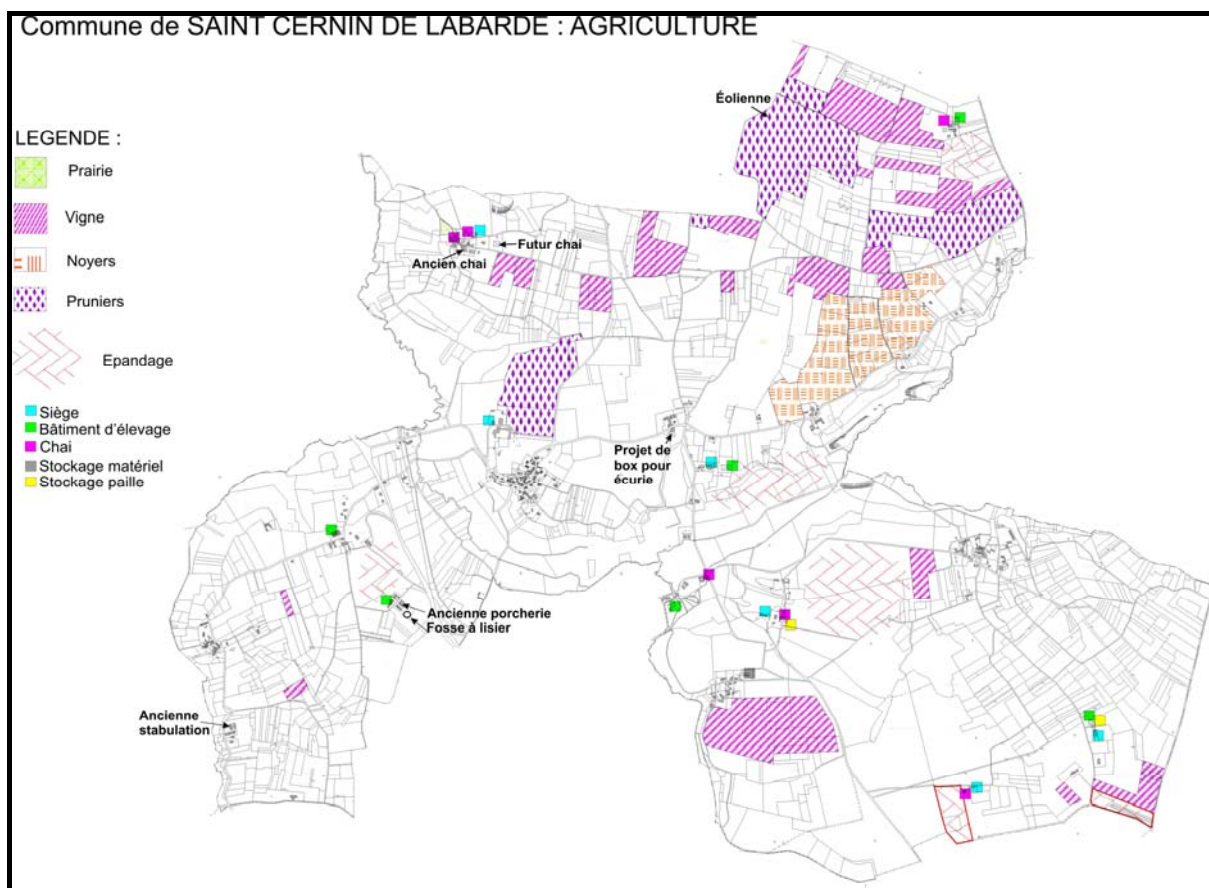 Commune de SAINT CERNIN DE LABARDE : AGRICULTURE
Éolienne
LEGENDE :
Prairie
Vigne
Noyers
Pruniers
Epandage
Siège
Bâtiment d'élevage
Chai
Stockage matériel
Stockage paille
Futur chai
Ancien chai
Projet de
box pour
écurie
Ancienne porcherie
Fosse à lisier
Ancienne
stabulation